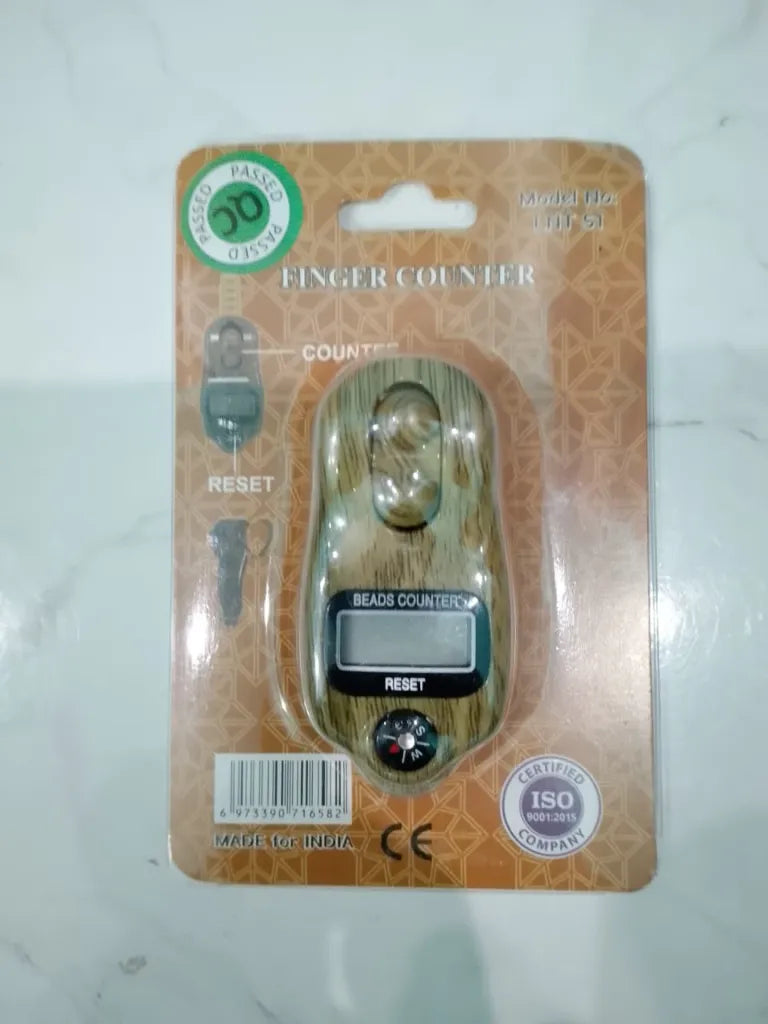 PASSED PASSED PASSED
QC
Model No:
FINGER COUNTER
COUNTER
RESET
BEADS COUNTER
RESET
S
W
6 973390 716582
MADE for INDIA
CE
CERTIFIED
ISO
9001:2015
COMPANY